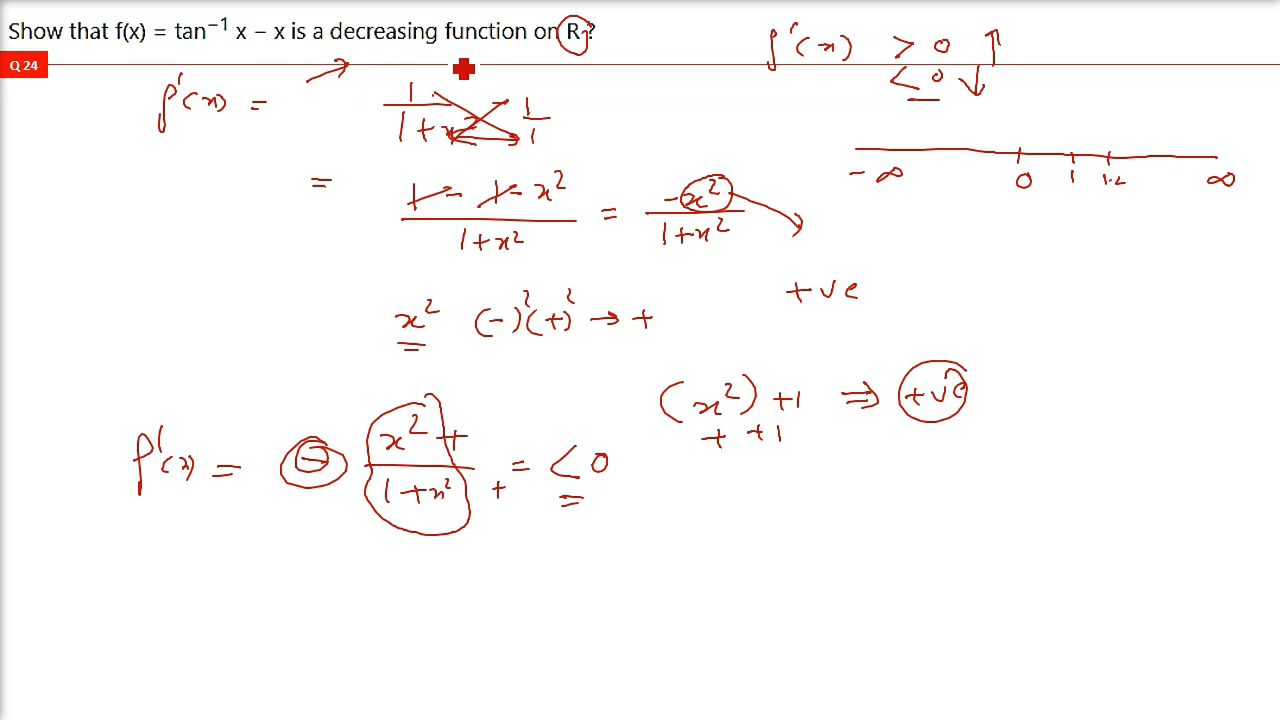 Show that f(x) = tan⁻¹ x − x is a decreasing function on R ?
Q 24
f'(x) > 0 ↑
< 0 ↓
f'(x) = 1/(1+x²) 1/1
-∞ 0 1 1.2 ∞
= (1 - 1 - x²)/(1+x²) = -x²/(1+x²)
+ve
x² (-)² (+)² → +
(x²) +1 ⇒ +ve
+ +1
f'(x) = - x² +/(1+x²) + = < 0